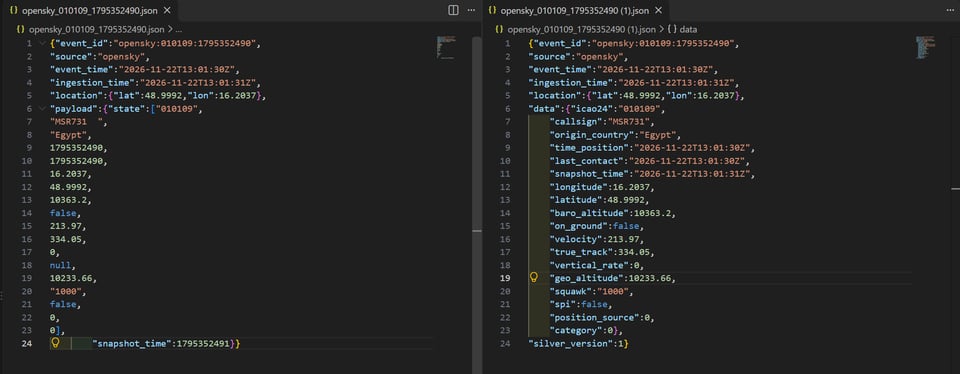 opensky_010109_1795352490.json
opensky_010109_1795352490.json > ...
1 {"event_id":"opensky:010109:1795352490",
2 "source":"opensky",
3 "event_time":"2026-11-22T13:01:30Z",
4 "ingestion_time":"2026-11-22T13:01:31Z",
5 "location":{"lat":48.9992,"lon":16.2037},
6 "payload":{"state":["010109",
7 "MSR731  ",
8 "Egypt",
9 1795352490,
10 1795352490,
11 16.2037,
12 48.9992,
13 10363.2,
14 false,
15 213.97,
16 334.05,
17 0,
18 null,
19 10233.66,
20 "1000",
21 false,
22 0,
23 0],
24 "snapshot_time":1795352491}}
opensky_010109_1795352490 (1).json
opensky_010109_1795352490 (1).json > {} data
1 {"event_id":"opensky:010109:1795352490",
2 "source":"opensky",
3 "event_time":"2026-11-22T13:01:30Z",
4 "ingestion_time":"2026-11-22T13:01:31Z",
5 "location":{"lat":48.9992,"lon":16.2037},
6 "data":{"icao24":"010109",
7 "callsign":"MSR731",
8 "origin_country":"Egypt",
9 "time_position":"2026-11-22T13:01:30Z",
10 "last_contact":"2026-11-22T13:01:30Z",
11 "snapshot_time":"2026-11-22T13:01:31Z",
12 "longitude":16.2037,
13 "latitude":48.9992,
14 "baro_altitude":10363.2,
15 "on_ground":false,
16 "velocity":213.97,
17 "true_track":334.05,
18 "vertical_rate":0,
19 "geo_altitude":10233.66,
20 "squawk":"1000",
21 "spi":false,
22 "position_source":0,
23 "category":0},
24 "silver_version":1}